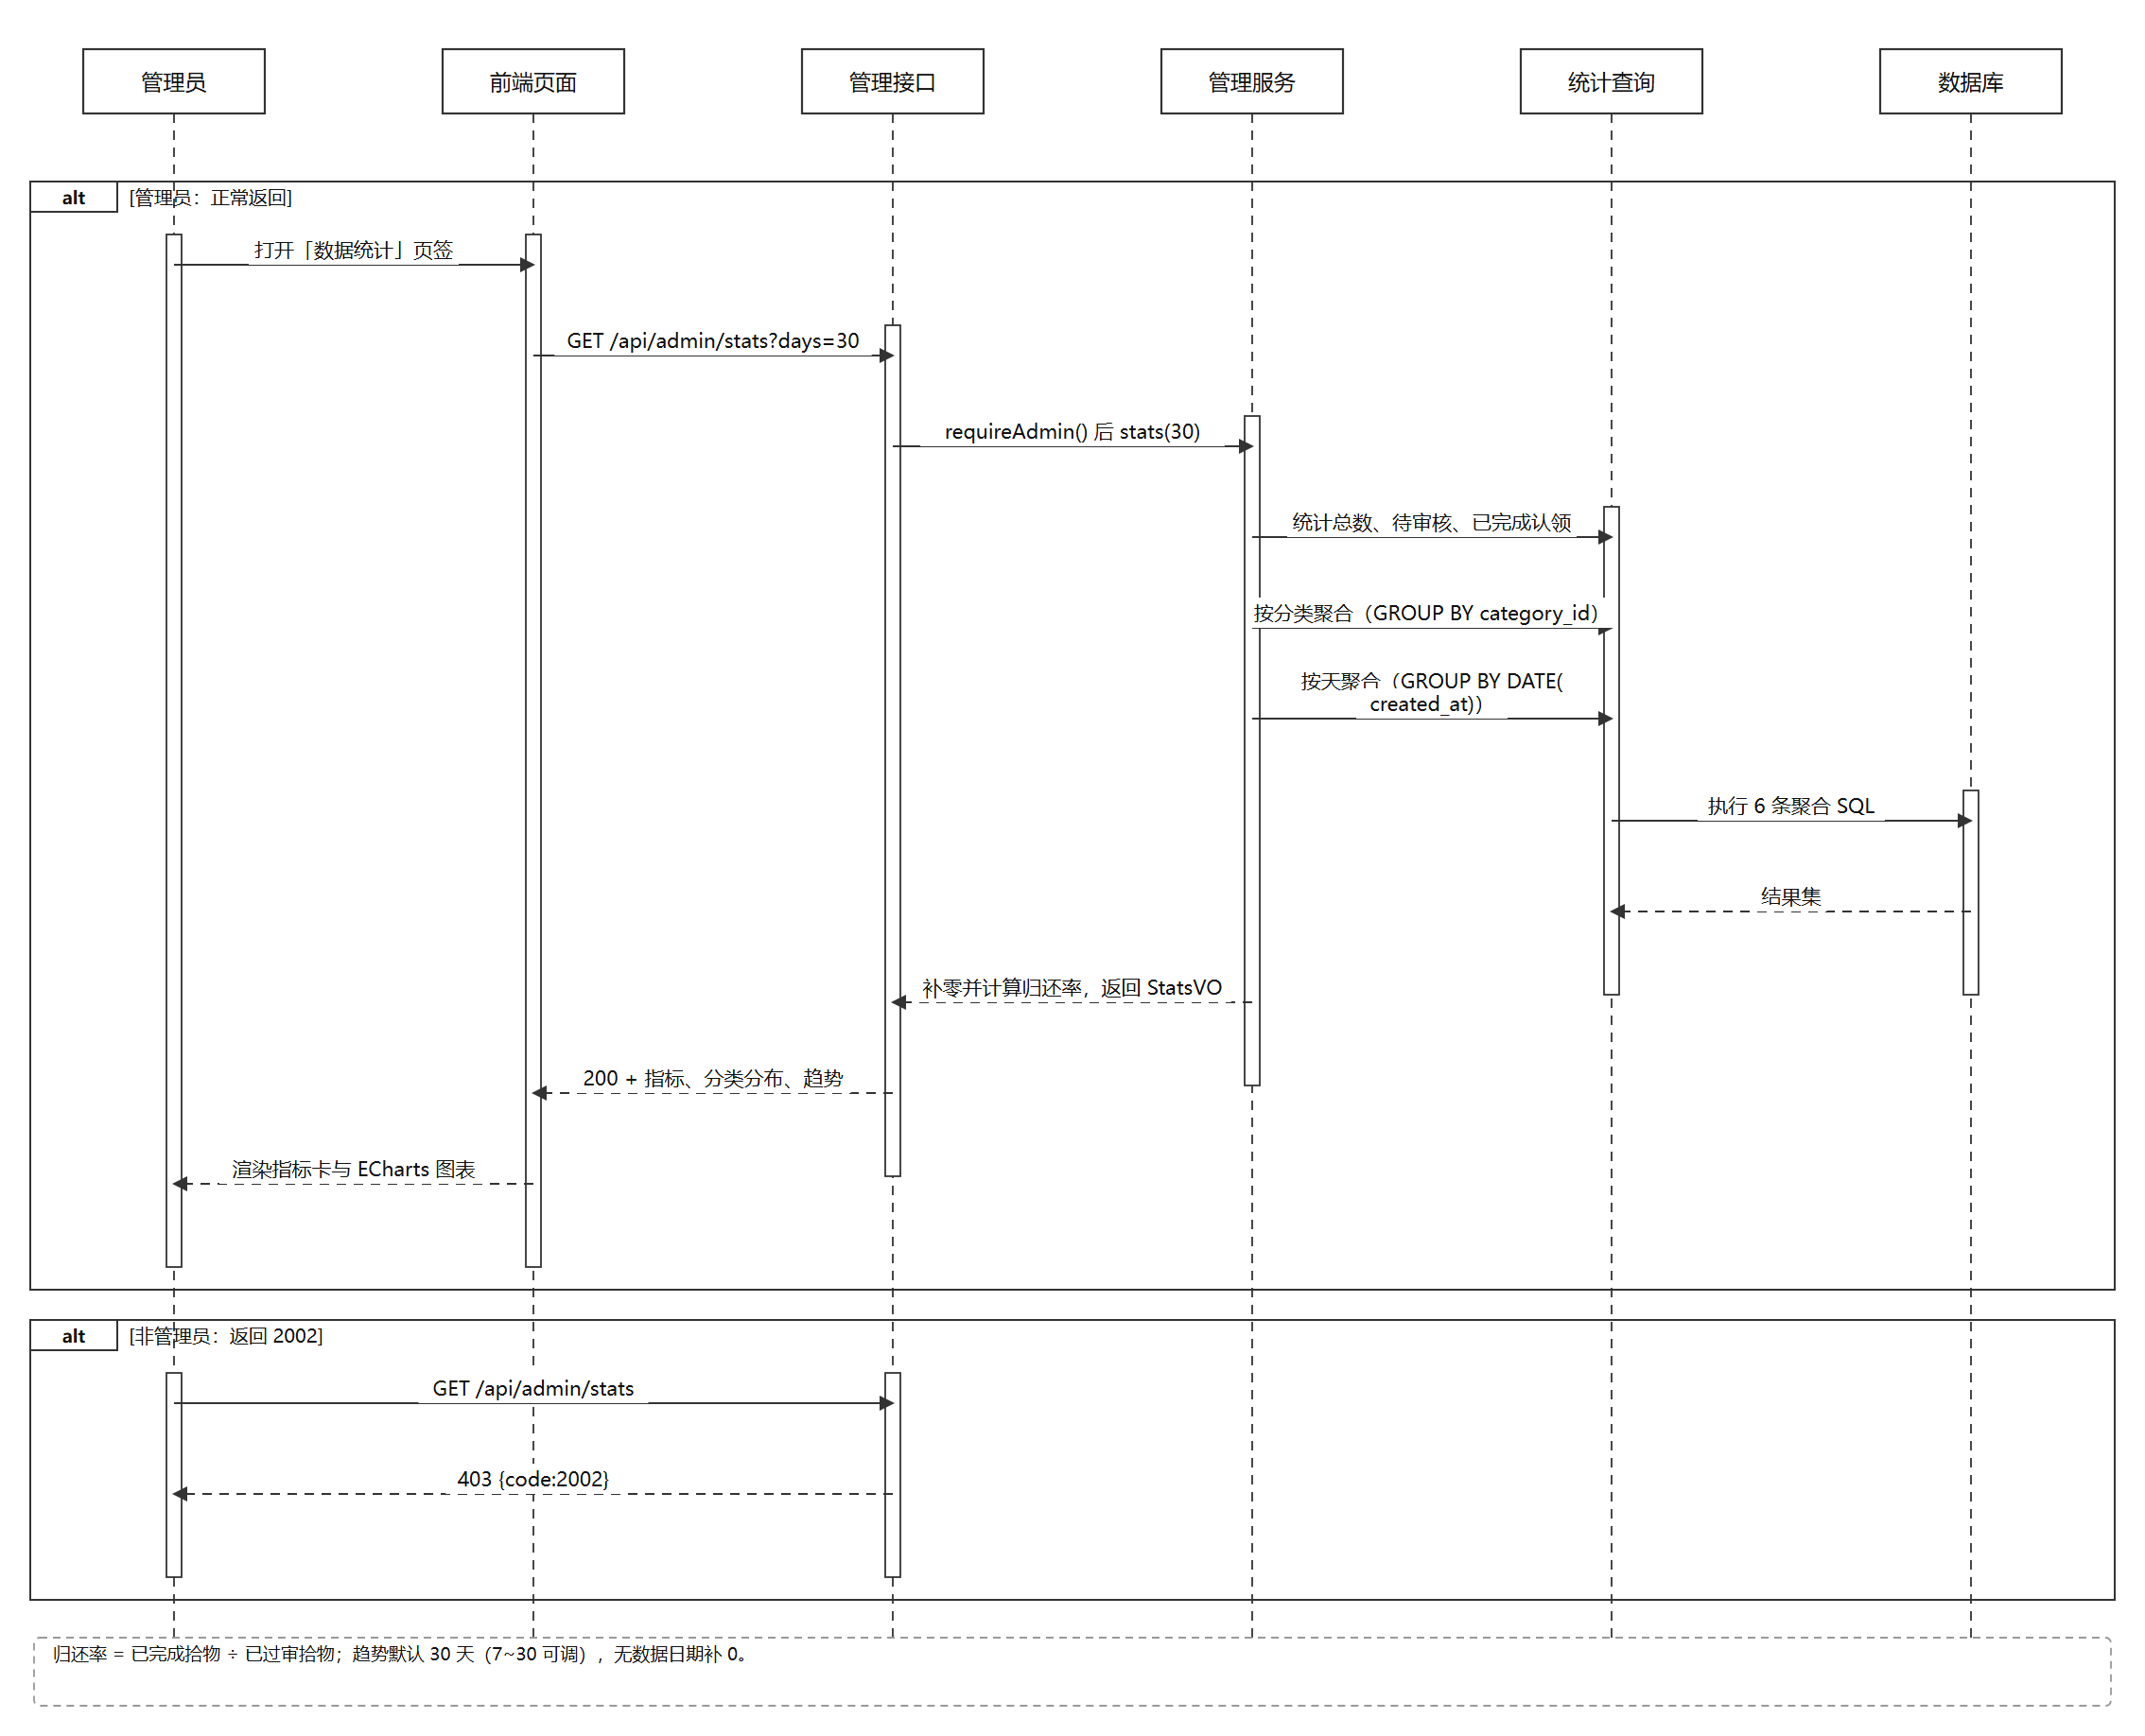 管理员
前端页面
管理接口
管理服务
统计查询
数据库
alt
[管理员：正常返回]
打开「数据统计」页签
GET /api/admin/stats?days=30
requireAdmin() 后 stats(30)
统计总数、待审核、已完成认领
按分类聚合（GROUP BY category_id）
按天聚合（GROUP BY DATE(
created_at)）
执行 6 条聚合 SQL
结果集
补零并计算归还率，返回 StatsVO
200 + 指标、分类分布、趋势
渲染指标卡与 ECharts 图表
alt
[非管理员：返回 2002]
GET /api/admin/stats
403 {code:2002}
归还率 = 已完成拾物 ÷ 已过审拾物；趋势默认 30 天（7~30 可调），无数据日期补 0。